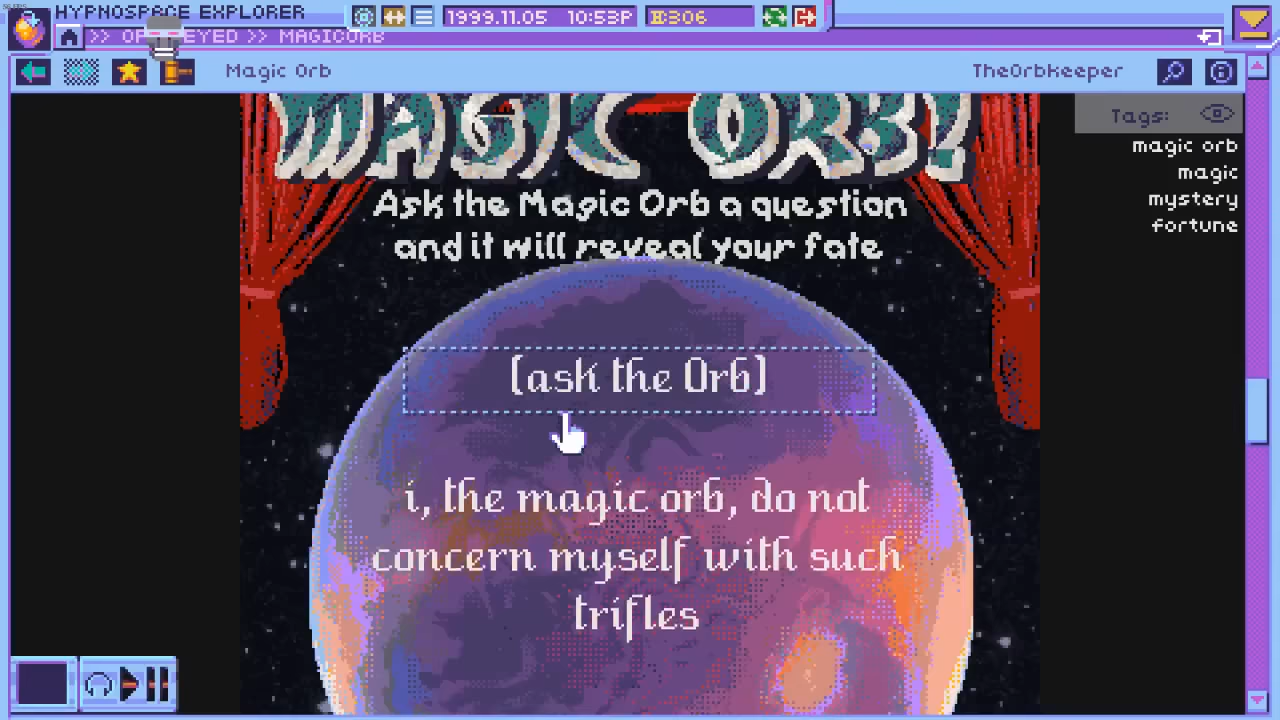 HYPNOSPACE EXPLORER
1999.11.05 10:53P
306
EYED >> MAGICORB
Magic Orb
TheOrbKeeper
MAGIC ORB!
Tags:
magic orb
magic
mystery
fortune
Ask the Magic Orb a question
and it will reveal your fate
[ask the Orb]
i, the magic orb, do not
concern myself with such
trifles